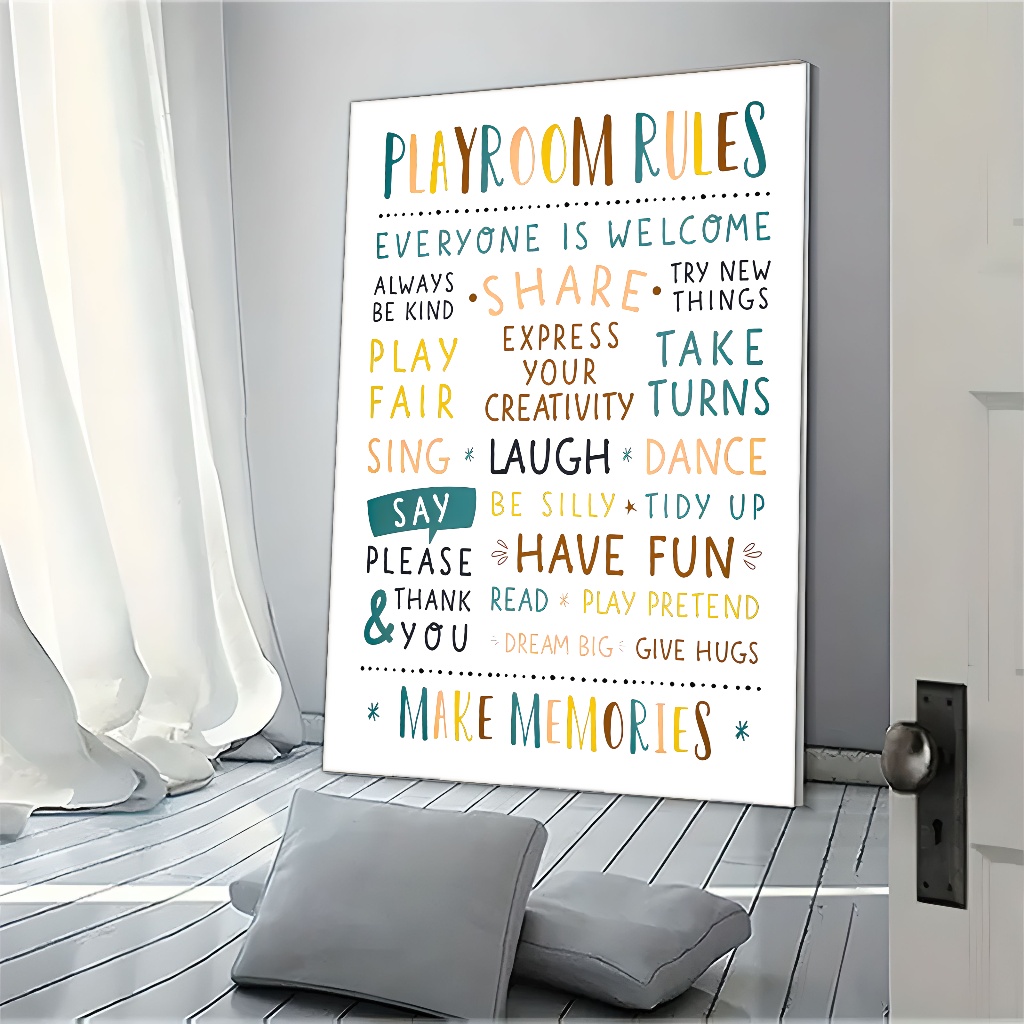 PLAYROOM RULES
EVERYONE IS WELCOME
ALWAYS
BE KIND
• SHARE •
TRY NEW
THINGS
PLAY
FAIR
EXPRESS
YOUR
CREATIVITY
TAKE
TURNS
SING * LAUGH * DANCE
SAY
PLEASE
& THANK
YOU
BE SILLY ★ TIDY UP
HAVE FUN
READ * PLAY PRETEND
DREAM BIG GIVE HUGS
* MAKE MEMORIES *